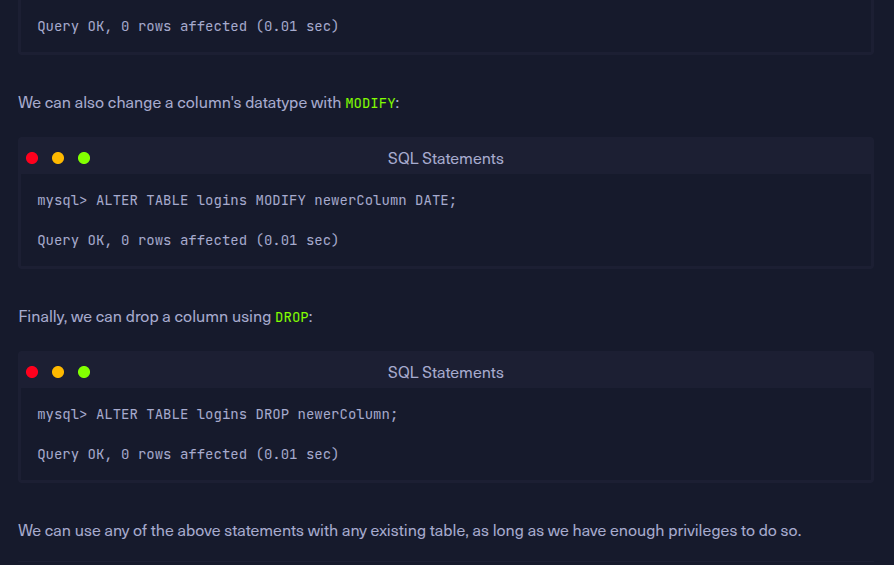 Query OK, 0 rows affected (0.01 sec)
We can also change a column's datatype with MODIFY:
SQL Statements
mysql> ALTER TABLE logins MODIFY newerColumn DATE;
Query OK, 0 rows affected (0.01 sec)
Finally, we can drop a column using DROP:
SQL Statements
mysql> ALTER TABLE logins DROP newerColumn;
Query OK, 0 rows affected (0.01 sec)
We can use any of the above statements with any existing table, as long as we have enough privileges to do so.